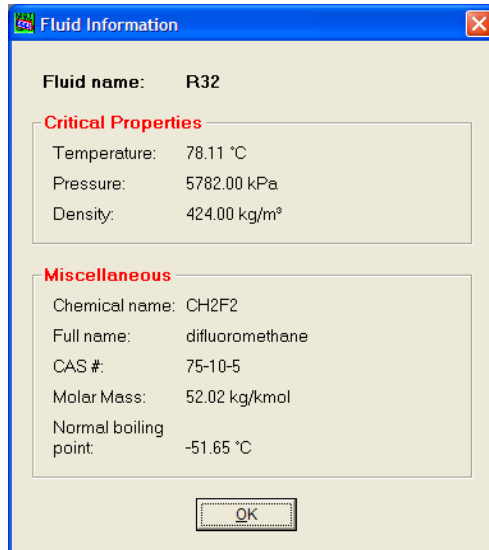 Fluid Information
Fluid name: R32
Critical Properties
Temperature: 78.11 °C
Pressure: 5782.00 kPa
Density: 424.00 kg/m³
Miscellaneous
Chemical name: CH2F2
Full name: difluoromethane
CAS #: 75-10-5
Molar Mass: 52.02 kg/kmol
Normal boiling
point: -51.65 °C
OK